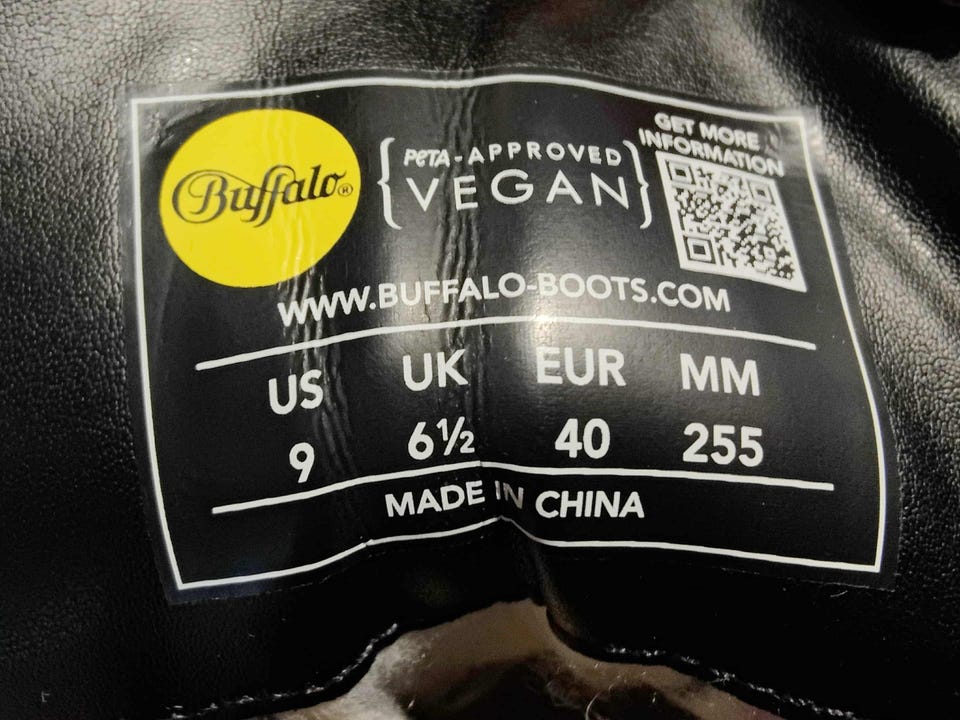 Buffalo®
{PETA-APPROVED
VEGAN}
GET MORE
INFORMATION
WWW.BUFFALO-BOOTS.COM
US UK EUR MM
9 6½ 40 255
MADE IN CHINA